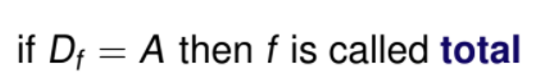 if D_f = A then f is called total